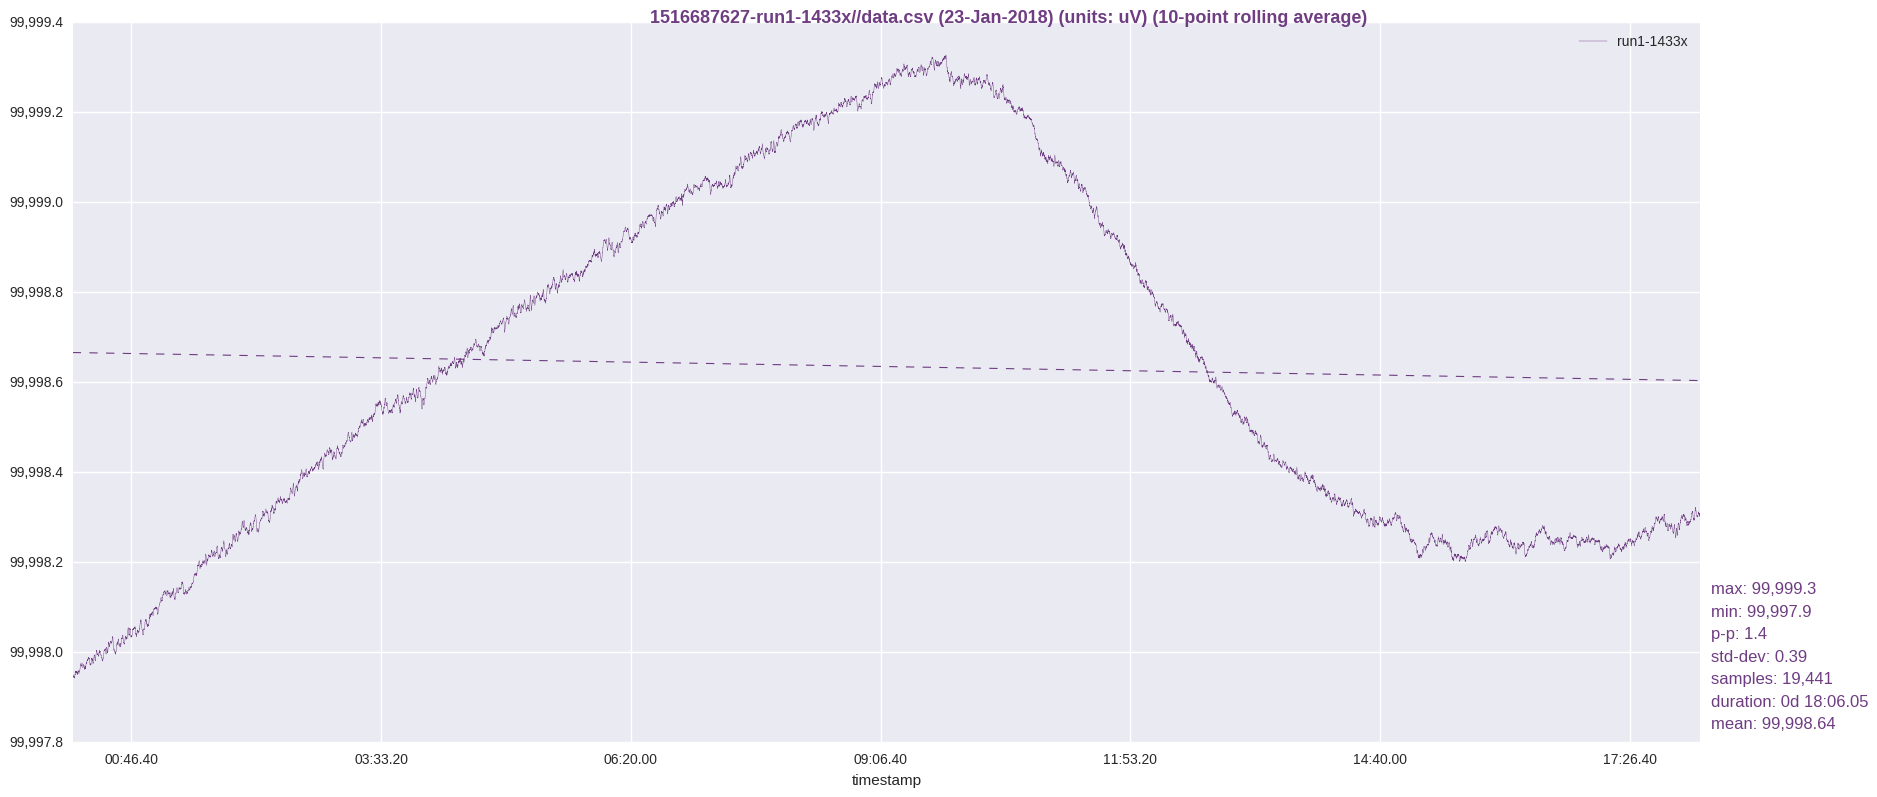 1516687627-run1-1433x//data.csv (23-Jan-2018) (units: uV) (10-point rolling average)
run1-1433x
99,999.4
99,999.2
99,999.0
99,998.8
99,998.6
99,998.4
99,998.2
99,998.0
99,997.8
max: 99,999.3
min: 99,997.9
p-p: 1.4
std-dev: 0.39
samples: 19,441
duration: 0d 18:06.05
mean: 99,998.64
00:46.40 03:33.20 06:20.00 09:06.40 11:53.20 14:40.00 17:26.40
timestamp